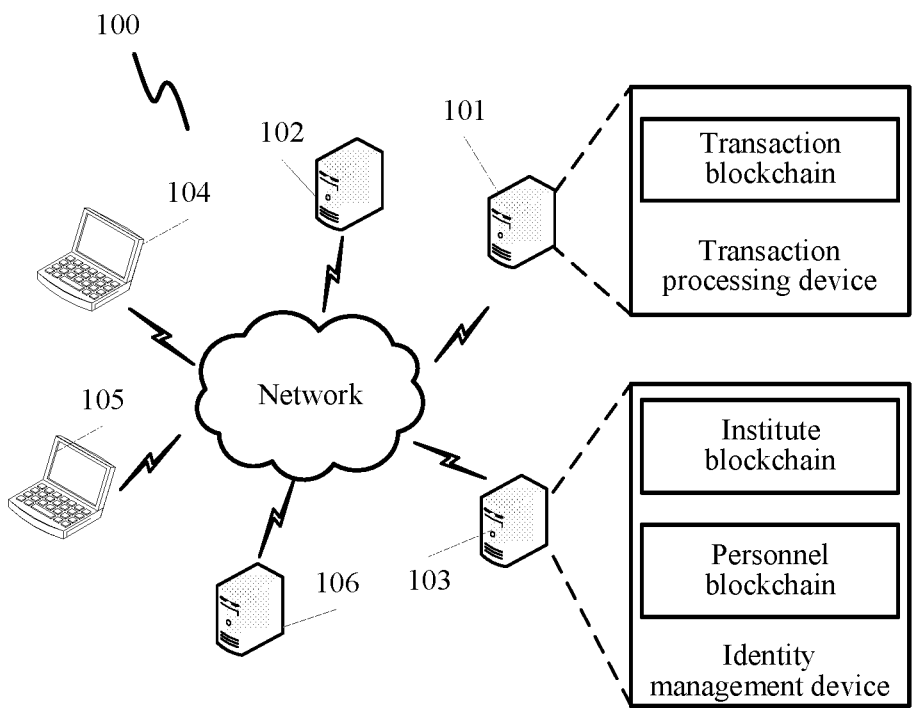 100
102
101
104
Transaction
blockchain
Transaction
processing device
Network
105
Institute
blockchain
103
106
Personnel
blockchain
Identity
management device